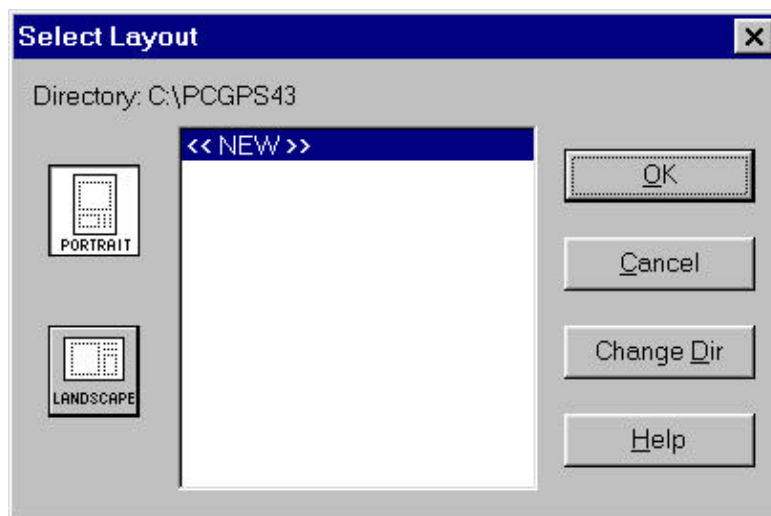 Select Layout
Directory: C:\PCGPS43
<< NEW >>
PORTRAIT
LANDSCAPE
OK
Cancel
Change Dir
Help